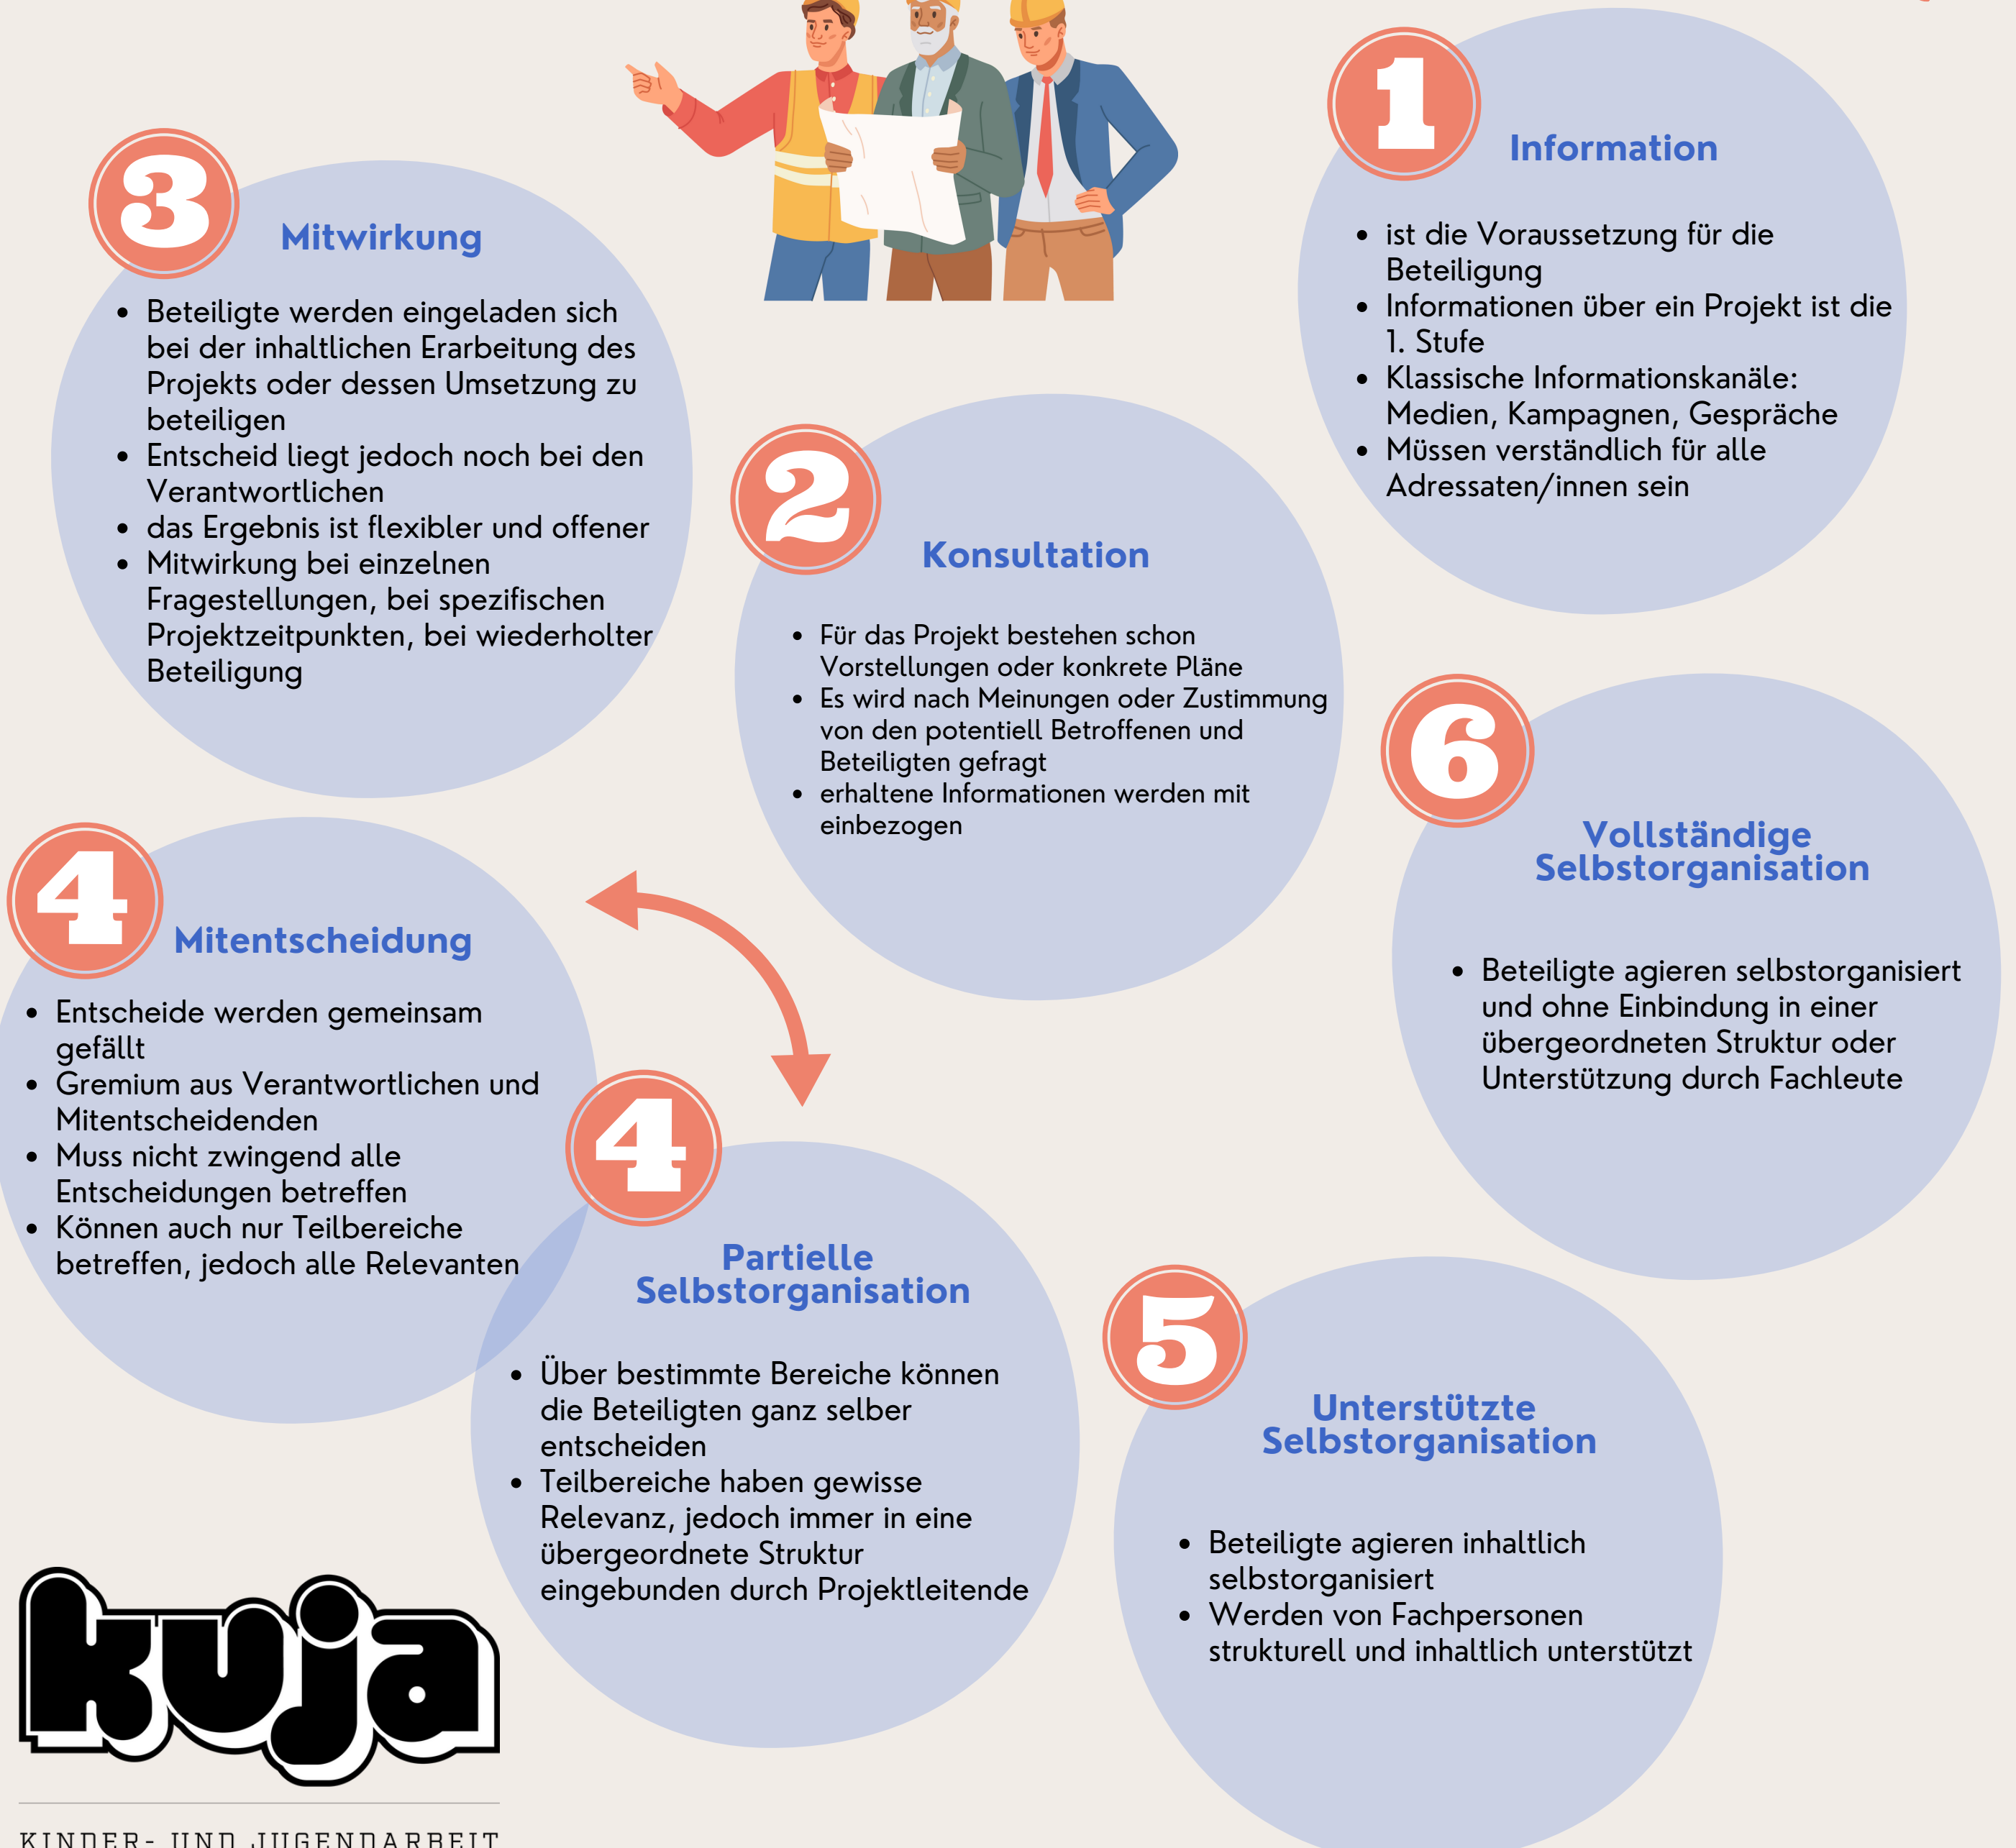 1
Information
ist die Voraussetzung für die
Beteiligung
Informationen über ein Projekt ist die
1. Stufe
Klassische Informationskanäle:
Medien, Kampagnen, Gespräche
Müssen verständlich für alle
Adressaten/innen sein
2
Konsultation
Für das Projekt bestehen schon
Vorstellungen oder konkrete Pläne
Es wird nach Meinungen oder Zustimmung
von den potentiell Betroffenen und
Beteiligten gefragt
erhaltene Informationen werden mit
einbezogen
3
Mitwirkung
Beteiligte werden eingeladen sich
bei der inhaltlichen Erarbeitung des
Projekts oder dessen Umsetzung zu
beteiligen
Entscheid liegt jedoch noch bei den
Verantwortlichen
das Ergebnis ist flexibler und offener
Mitwirkung bei einzelnen
Fragestellungen, bei spezifischen
Projektzeitpunkten, bei wiederholter
Beteiligung
4
Mitentscheidung
Entscheide werden gemeinsam
gefällt
Gremium aus Verantwortlichen und
Mitentscheidenden
Muss nicht zwingend alle
Entscheidungen betreffen
Können auch nur Teilbereiche
betreffen, jedoch alle Relevanten
4
Partielle
Selbstorganisation
Über bestimmte Bereiche können
die Beteiligten ganz selber
entscheiden
Teilbereiche haben gewisse
Relevanz, jedoch immer in eine
übergeordnete Struktur
eingebunden durch Projektleitende
5
Unterstützte
Selbstorganisation
Beteiligte agieren inhaltlich
selbstorganisiert
Werden von Fachpersonen
strukturell und inhaltlich unterstützt
6
Vollständige
Selbstorganisation
Beteiligte agieren selbstorganisiert
und ohne Einbindung in einer
übergeordneten Struktur oder
Unterstützung durch Fachleute
kuja
KINDER- UND JUGENDARBEIT